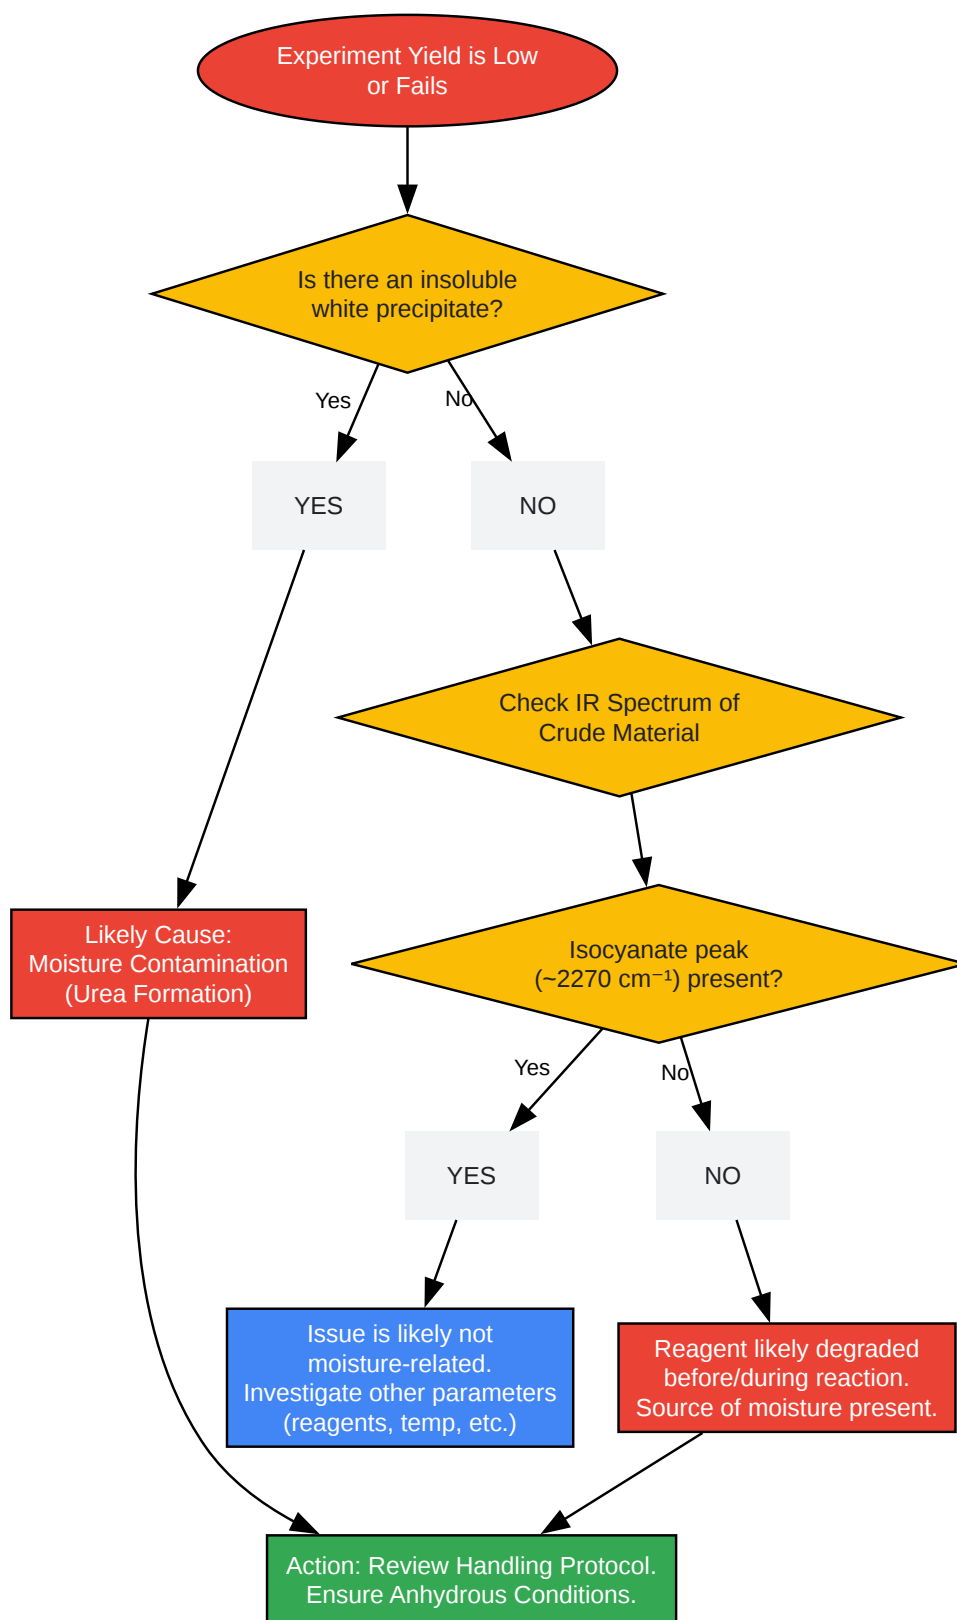 Experiment Yield is Low
or Fails
Is there an insoluble
white precipitate?
Yes
No
YES
NO
Check IR Spectrum of
Crude Material
Likely Cause:
Moisture Contamination
(Urea Formation)
Isocyanate peak
(~2270 cm⁻¹) present?
Yes
No
YES
NO
Issue is likely not
moisture-related.
Investigate other parameters
(reagents, temp, etc.)
Reagent likely degraded
before/during reaction.
Source of moisture present.
Action: Review Handling Protocol.
Ensure Anhydrous Conditions.